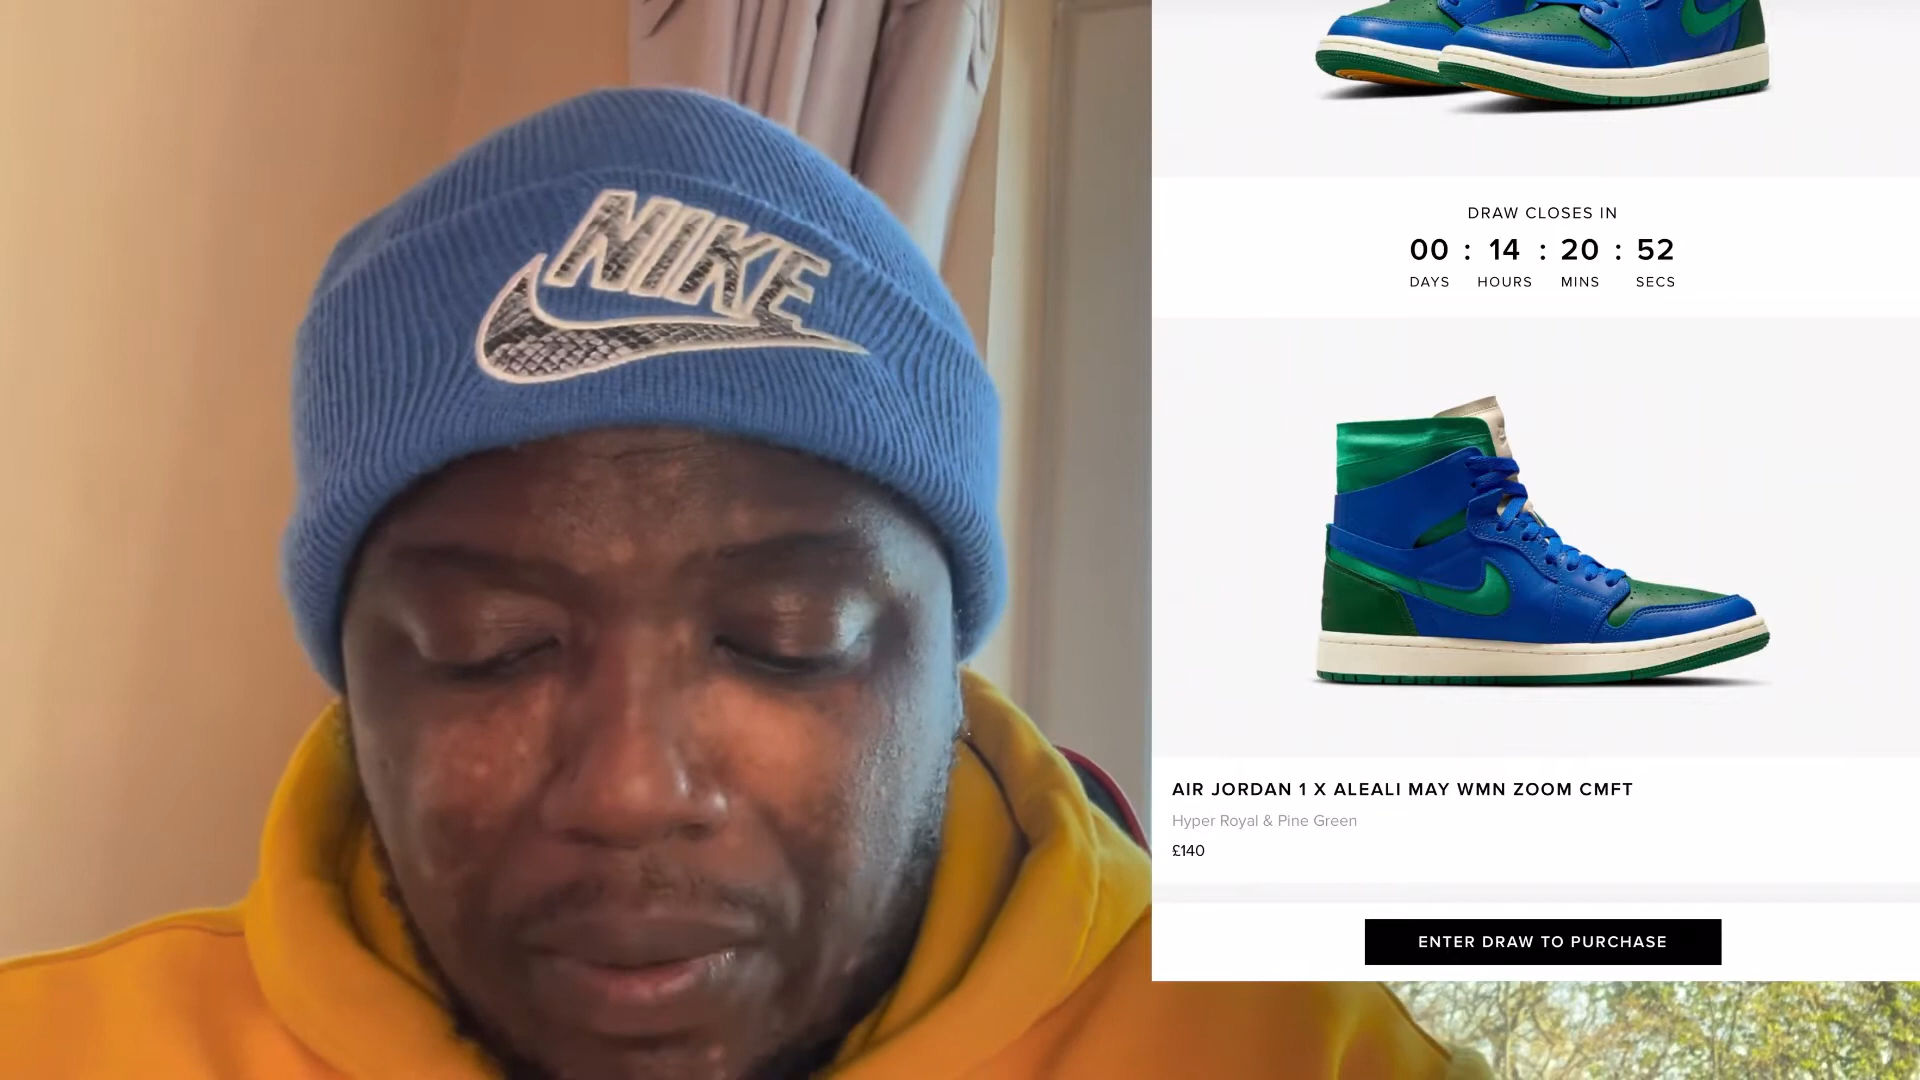 NIKE
DRAW CLOSES IN
00 : 14 : 20 : 52
DAYS HOURS MINS SECS
AIR JORDAN 1 X ALEALI MAY WMN ZOOM CMFT
Hyper Royal & Pine Green
£140
ENTER DRAW TO PURCHASE